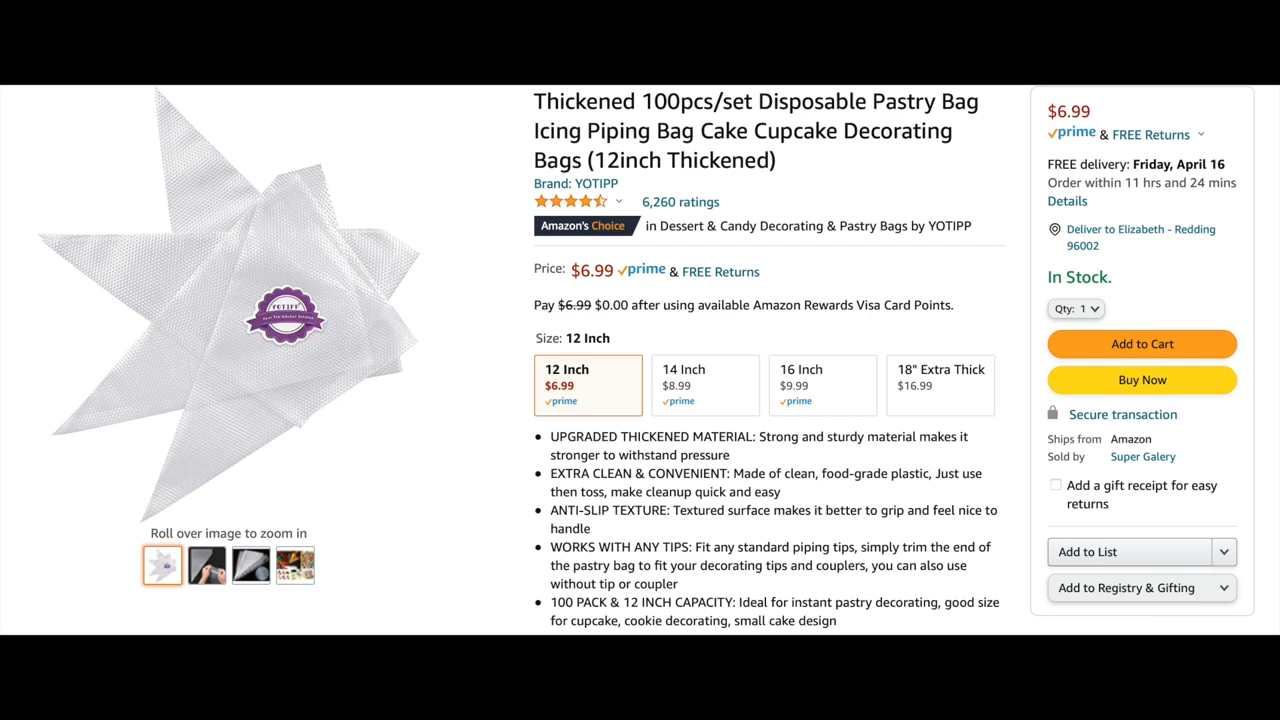 YOTIPP
Roll over image to zoom in
Thickened 100pcs/set Disposable Pastry Bag
Icing Piping Bag Cake Cupcake Decorating
Bags (12inch Thickened)
Brand: YOTIPP
6,260 ratings
Amazon's Choice in Dessert & Candy Decorating & Pastry Bags by YOTIPP
Price: $6.99 prime & FREE Returns
Pay $6.99 $0.00 after using available Amazon Rewards Visa Card Points.
Size: 12 Inch
12 Inch
$6.99
prime
14 Inch
$8.99
prime
16 Inch
$9.99
prime
18" Extra Thick
$16.99
• UPGRADED THICKENED MATERIAL: Strong and sturdy material makes it
stronger to withstand pressure
• EXTRA CLEAN & CONVENIENT: Made of clean, food-grade plastic, Just use
then toss, make cleanup quick and easy
• ANTI-SLIP TEXTURE: Textured surface makes it better to grip and feel nice to
handle
• WORKS WITH ANY TIPS: Fit any standard piping tips, simply trim the end of
the pastry bag to fit your decorating tips and couplers, you can also use
without tip or coupler
• 100 PACK & 12 INCH CAPACITY: Ideal for instant pastry decorating, good size
for cupcake, cookie decorating, small cake design
$6.99
prime & FREE Returns
FREE delivery: Friday, April 16
Order within 11 hrs and 24 mins
Details
Deliver to Elizabeth - Redding
96002
In Stock.
Qty: 1
Add to Cart
Buy Now
Secure transaction
Ships from Amazon
Sold by Super Galery
Add a gift receipt for easy
returns
Add to List
Add to Registry & Gifting